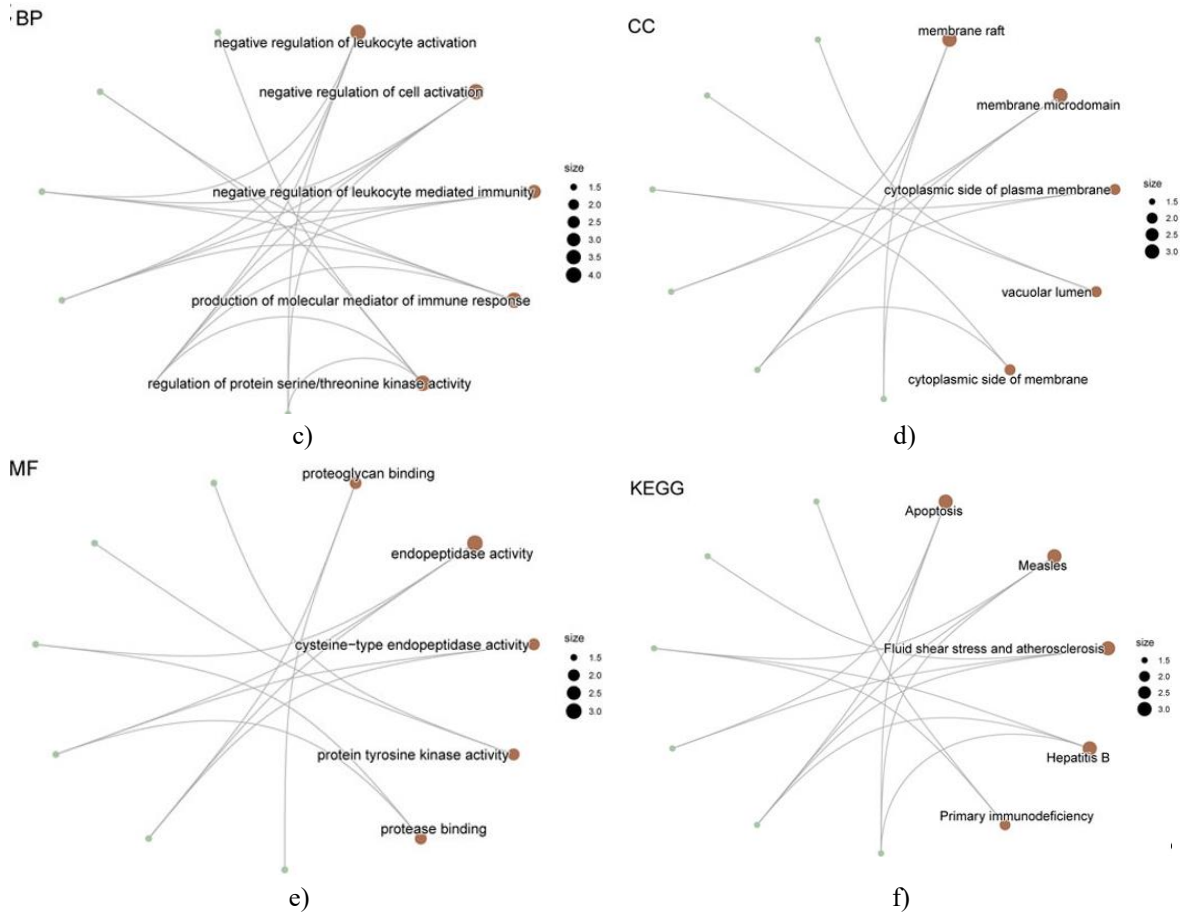 BP
negative regulation of leukocyte activation
negative regulation of cell activation
negative regulation of leukocyte mediated immunity
production of molecular mediator of immune response
regulation of protein serine/threonine kinase activity
size
1.5
2.0
2.5
3.0
3.5
4.0
c)
CC
membrane raft
membrane microdomain
cytoplasmic side of plasma membrane
vacuolar lumen
cytoplasmic side of membrane
size
1.5
2.0
2.5
3.0
d)
MF
proteoglycan binding
endopeptidase activity
cysteine−type endopeptidase activity
protein tyrosine kinase activity
protease binding
size
1.5
2.0
2.5
3.0
e)
KEGG
Apoptosis
Measles
Fluid shear stress and atherosclerosis
Hepatitis B
Primary immunodeficiency
size
1.5
2.0
2.5
3.0
f)